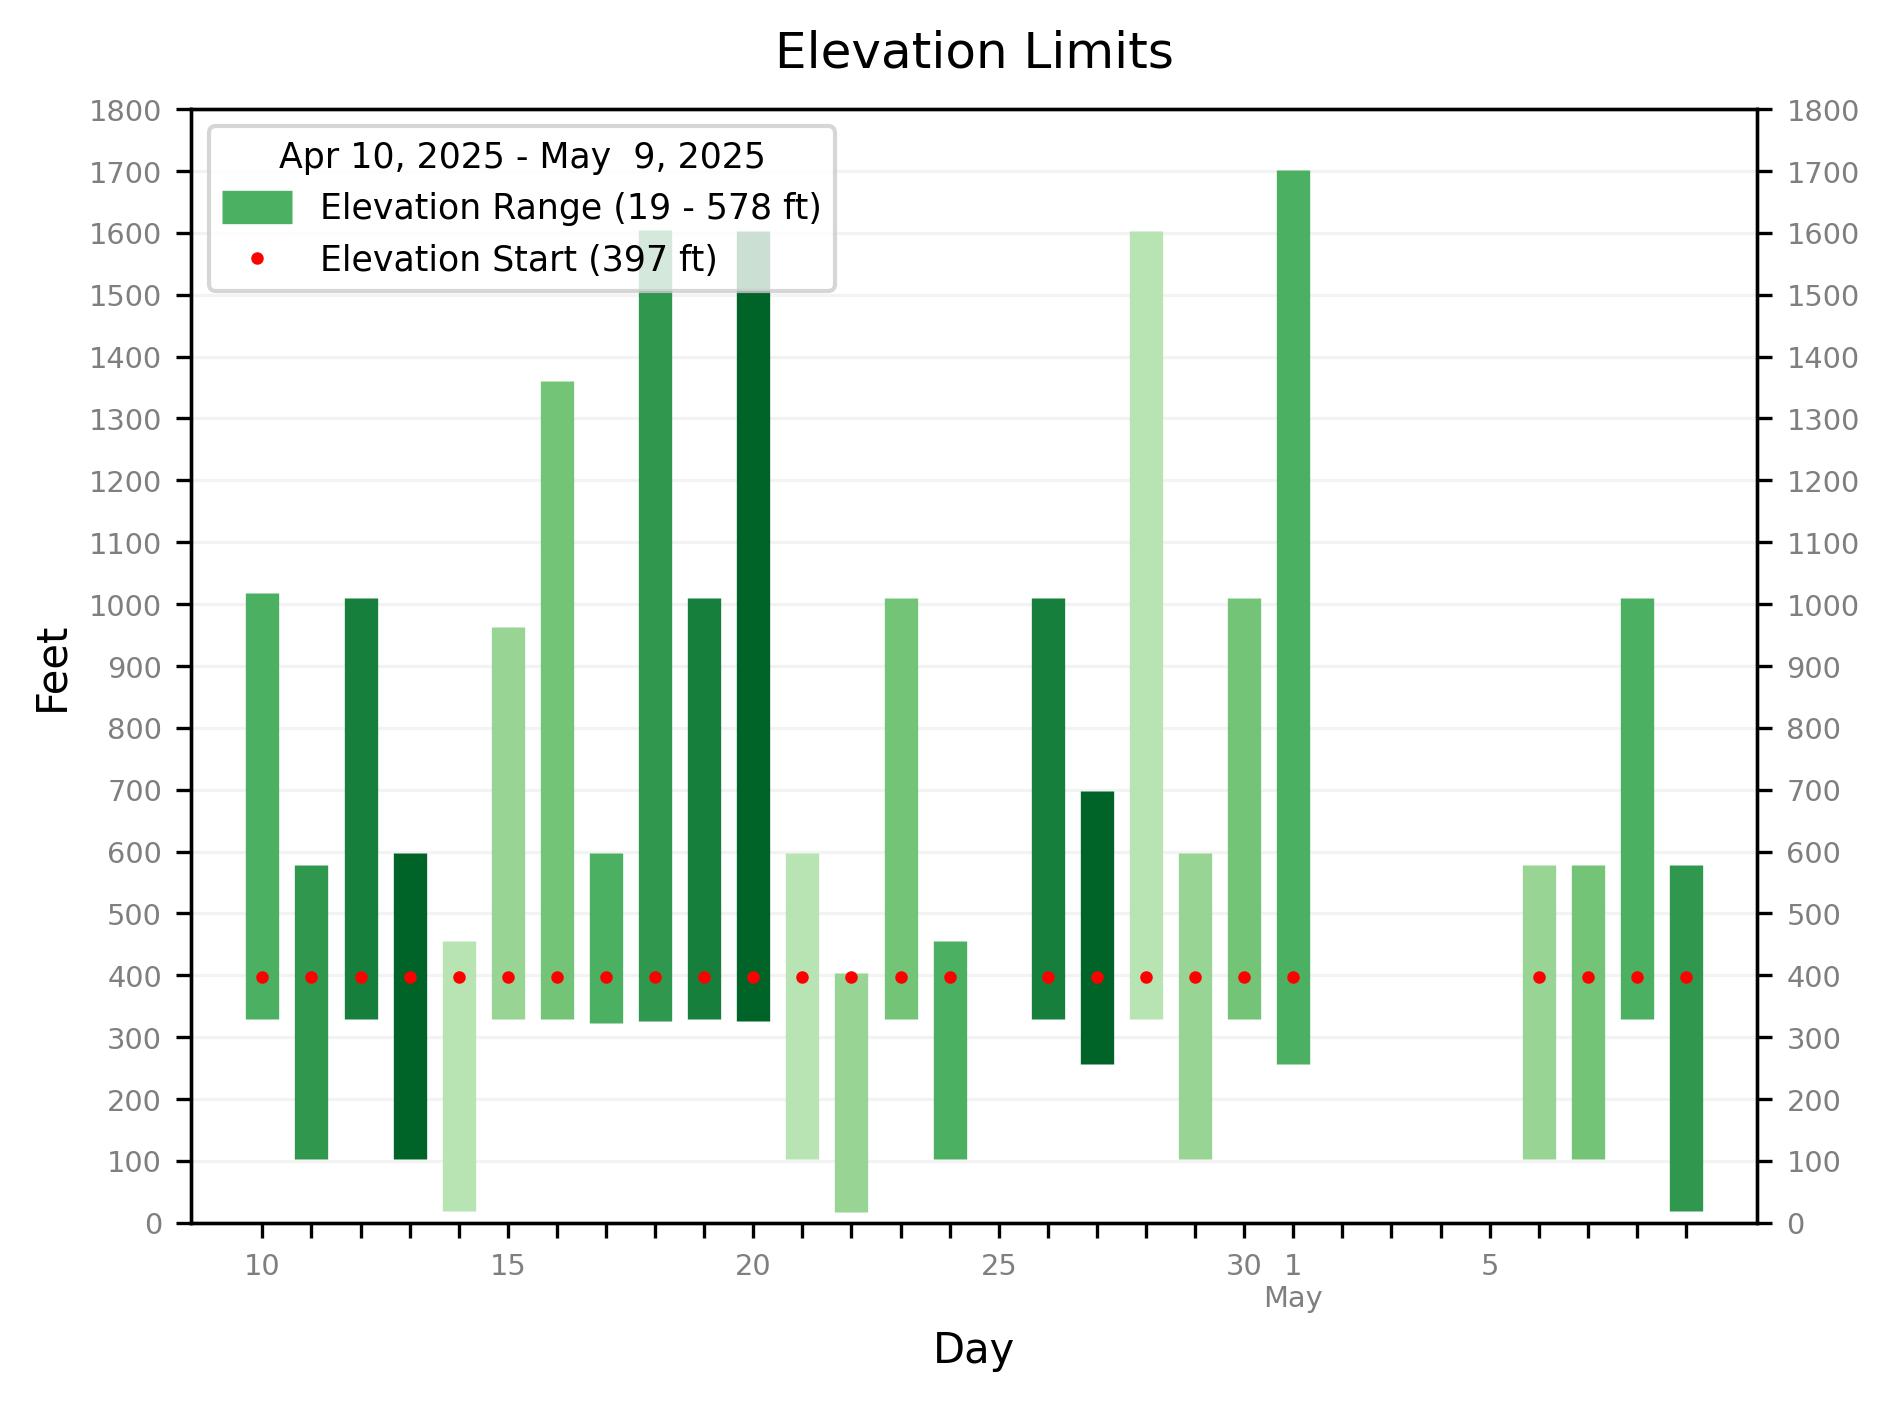 Elevation Limits
Apr 10, 2025 - May  9, 2025
Elevation Range (19 - 578 ft)
Elevation Start (397 ft)
1800 1800
1700 1700
1600 1600
1500 1500
1400 1400
1300 1300
1200 1200
1100 1100
1000 1000
900 900
800 800
700 700
600 600
500 500
400 400
300 300
200 200
100 100
0 0
Feet
10 15 20 25 30 1 5
May
Day